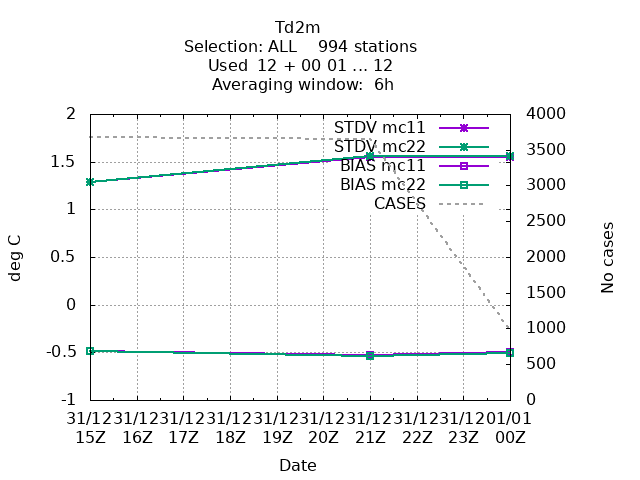 Td2m
Selection: ALL    994 stations
Used  12 + 00 01 ... 12
Averaging window:  6h
2
4000
STDV mc11
STDV mc22
BIAS mc11
BIAS mc22
CASES
1.5
3500
3000
1
2500
0.5
2000
0
1500
1000
-0.5
500
-1
0
deg C
No cases
31/12 31/12 31/12 31/12 31/12 31/12 31/12 31/12 31/12 01/01
15Z 16Z 17Z 18Z 19Z 20Z 21Z 22Z 23Z 00Z
Date